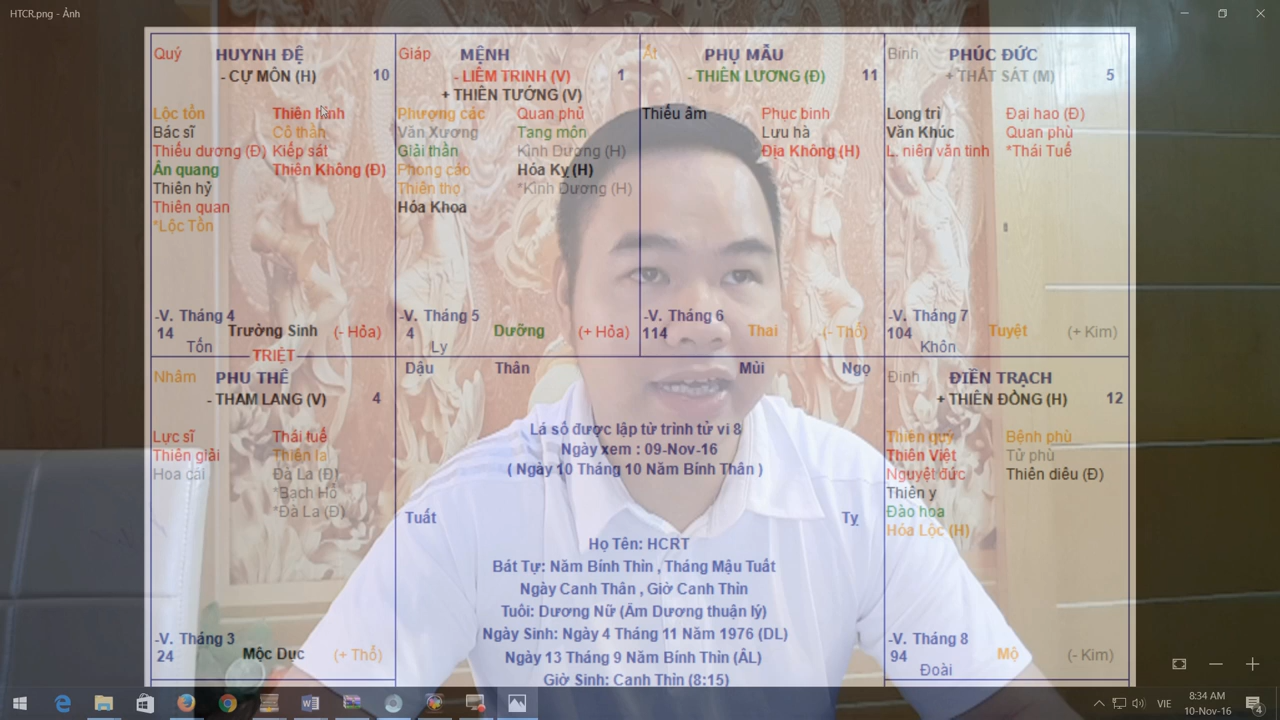 HTCR.png - Ảnh
Quý
HUYNH ĐỆ
- CỰ MÔN (H)
10
Lộc tồn
Bác sĩ
Thiếu dương (Đ)
Ân quang
Thiên hỷ
Thiên quan
*Lộc Tồn
Thiên hình
Cô thần
Kiếp sát
Thiên Không (Đ)
-V. Tháng 4
14
Trường Sinh
(- Hỏa)
Tốn
Giáp
MỆNH
- LIÊM TRINH (V)
1
+ THIÊN TƯỚNG (V)
Phượng các
Văn Xương
Giải thần
Phong cáo
Thiên thọ
Hóa Khoa
Quan phủ
Tang môn
Kình Dương (H)
Hóa Kỵ (H)
*Kình Dương (H)
-V. Tháng 5
4
Dưỡng
(+ Hỏa)
Ly
Ất
PHỤ MẪU
- THIÊN LƯƠNG (Đ)
11
Thiếu âm
Phục binh
Lưu hà
Địa Không (H)
-V. Tháng 6
114
Thai
(- Thổ)
Bính
PHÚC ĐỨC
+ THẤT SÁT (M)
5
Long trì
Văn Khúc
L. niên văn tinh
Đại hao (Đ)
Quan phù
*Thái Tuế
-V. Tháng 7
104
Tuyệt
(+ Kim)
Khôn
TRIỆT
Nhâm
PHU THÊ
- THAM LANG (V)
4
Lực sĩ
Thiên giải
Hoa cái
Thái tuế
Thiên la
Đà La (Đ)
*Bạch Hổ
*Đà La (Đ)
-V. Tháng 3
24
Mộc Dục
(+ Thổ)
Dậu
Thân
Mùi
Ngọ
Lá số được lập từ trình tử vi 8
Ngày xem : 09-Nov-16
( Ngày 10 Tháng 10 Năm Bính Thân )
Tuất
Tỵ
Họ Tên: HCRT
Bát Tự: Năm Bính Thìn , Tháng Mậu Tuất
Ngày Canh Thân , Giờ Canh Thìn
Tuổi: Dương Nữ (Âm Dương thuận lý)
Ngày Sinh: Ngày 4 Tháng 11 Năm 1976 (DL)
Ngày 13 Tháng 9 Năm Bính Thìn (ÂL)
Giờ Sinh: Canh Thìn (8:15)
Đinh
ĐIỀN TRẠCH
+ THIÊN ĐỒNG (H)
12
Thiên quý
Thiên Việt
Nguyệt đức
Thiên y
Đào hoa
Hóa Lộc (H)
Bệnh phù
Tử phù
Thiên diêu (Đ)
-V. Tháng 8
94
Mộ
(- Kim)
Đoài
VIE
8:34 AM
10-Nov-16
4